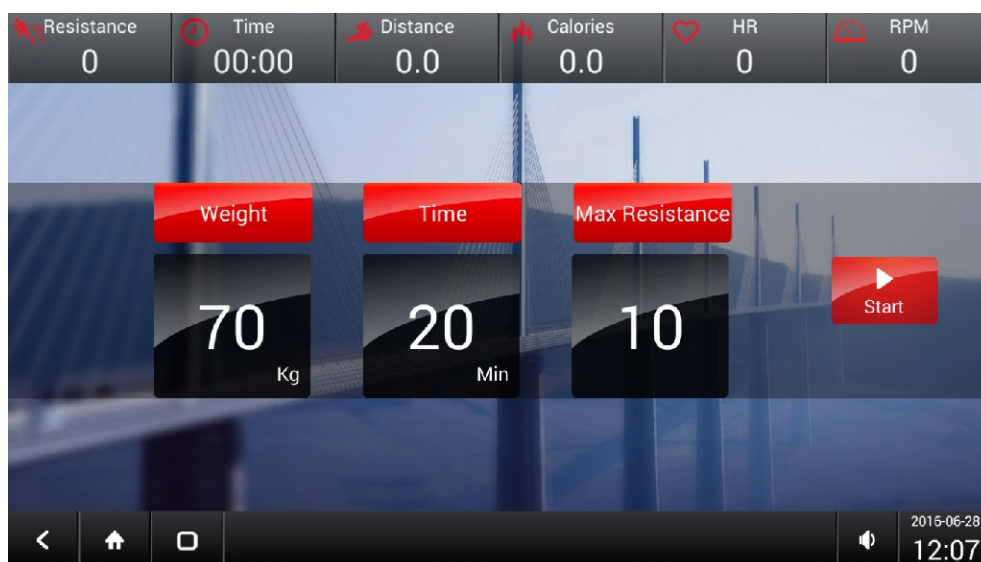 Resistance Time Distance Calories HR RPM
0 00:00 0.0 0.0 0 0
Weight Time Max Resistance
70 20 10
Kg Min
Start
2016-06-28
12:07